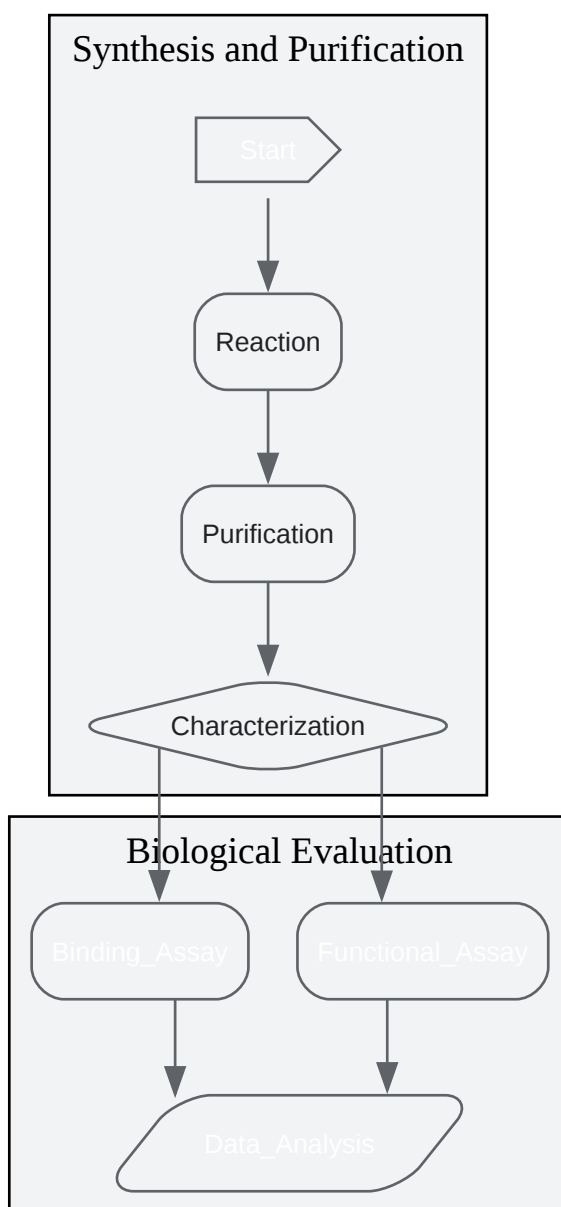 Synthesis and Purification
Start
Reaction
Purification
Characterization
Biological Evaluation
Binding_Assay
Functional_Assay
Data_Analysis